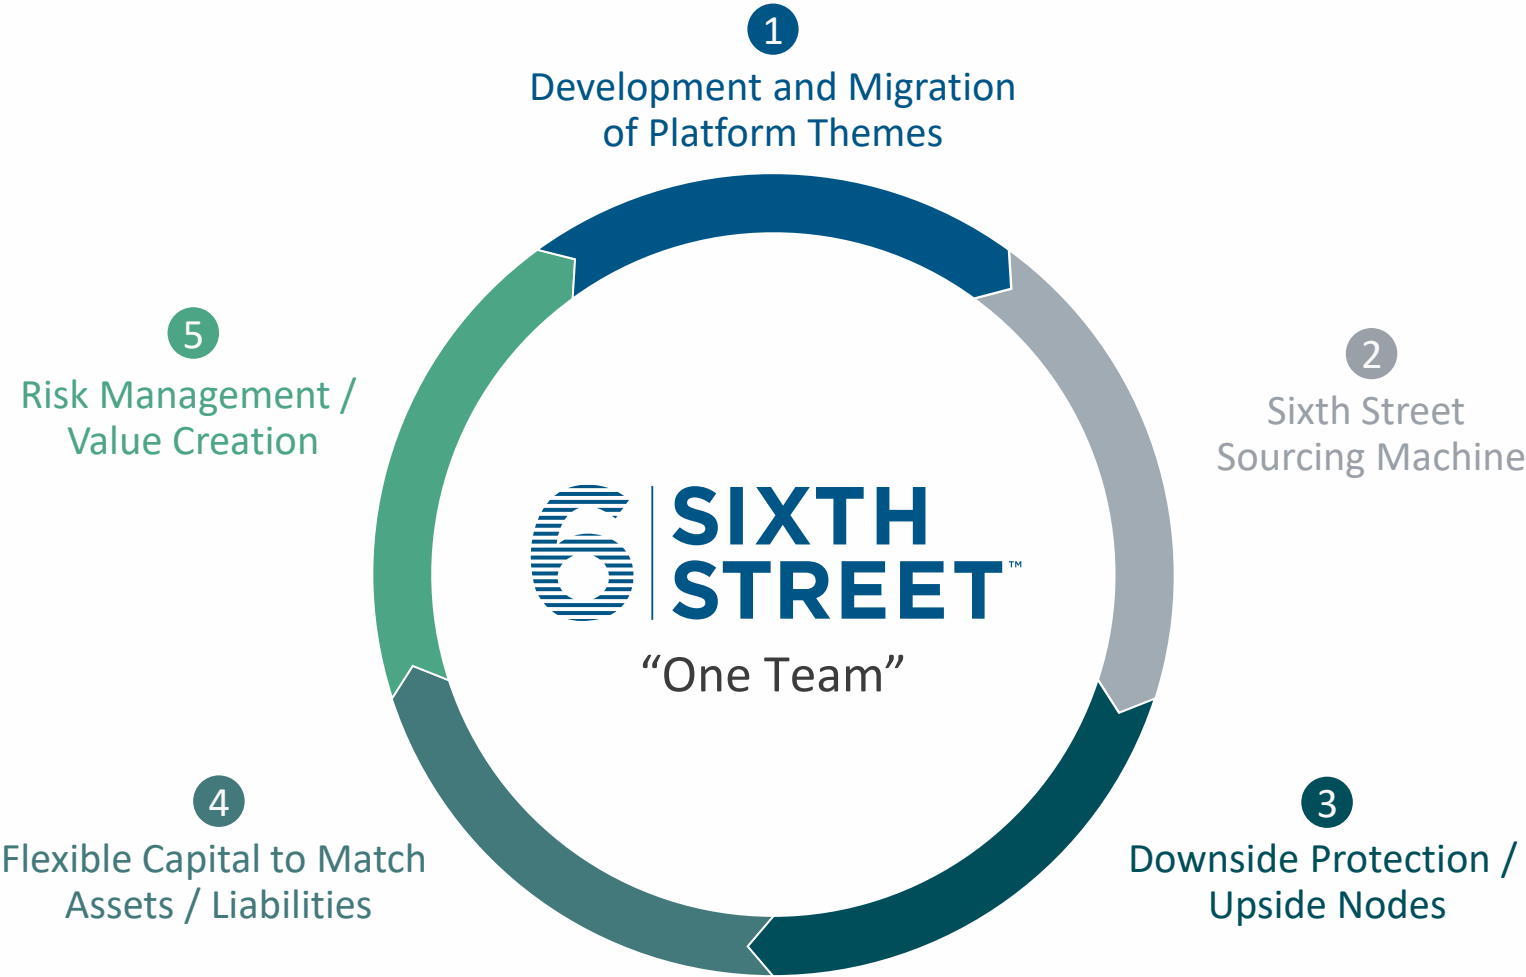 1
Development and Migration
of Platform Themes
2
Sixth Street
Sourcing Machine
3
Downside Protection /
Upside Nodes
4
Flexible Capital to Match
Assets / Liabilities
5
Risk Management /
Value Creation
6 SIXTH
STREET™
“One Team”